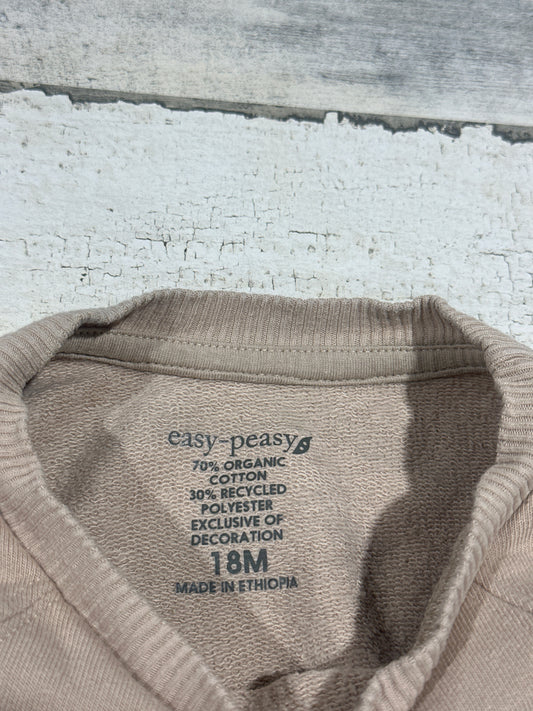 easy-peasy
70% ORGANIC
COTTON
30% RECYCLED
POLYESTER
EXCLUSIVE OF
DECORATION
18M
MADE IN ETHIOPIA